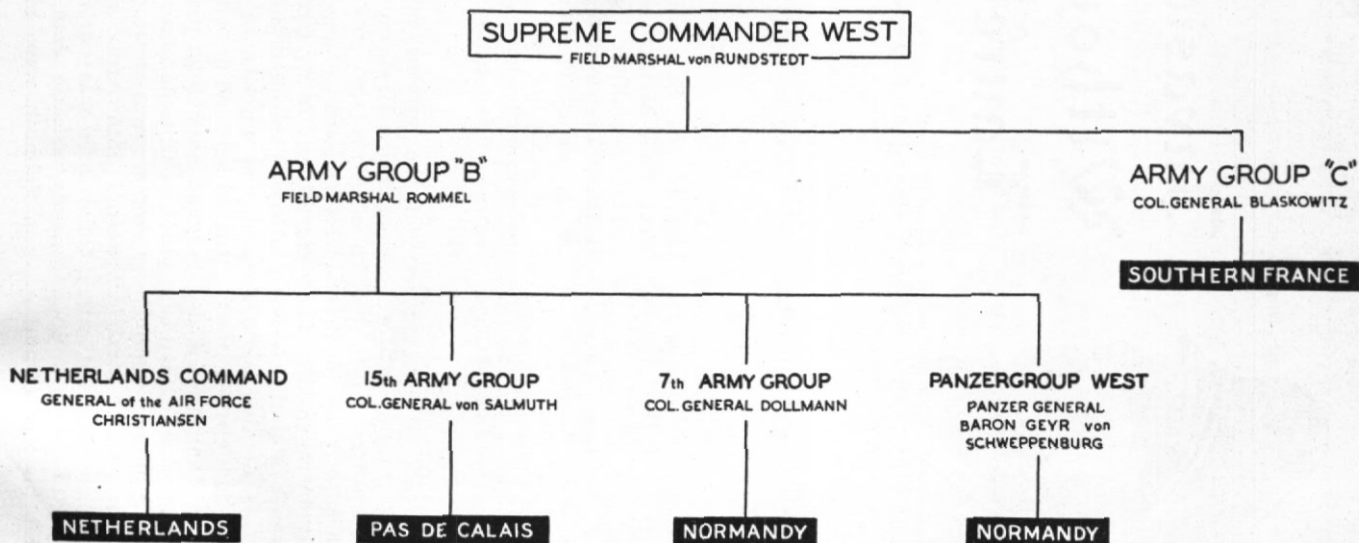 SUPREME COMMANDER WEST
FIELD MARSHAL von RUNDSTEDT
ARMY GROUP "B"
FIELD MARSHAL ROMMEL
ARMY GROUP "C"
COL. GENERAL BLASKOWITZ
SOUTHERN FRANCE
NETHERLANDS COMMAND
GENERAL of the AIR FORCE
CHRISTIANSEN
NETHERLANDS
15th ARMY GROUP
COL. GENERAL von SALMUTH
PAS DE CALAIS
7th ARMY GROUP
COL. GENERAL DOLLMANN
NORMANDY
PANZERGROUP WEST
PANZER GENERAL
BARON GEYR von
SCHWEPPENBURG
NORMANDY